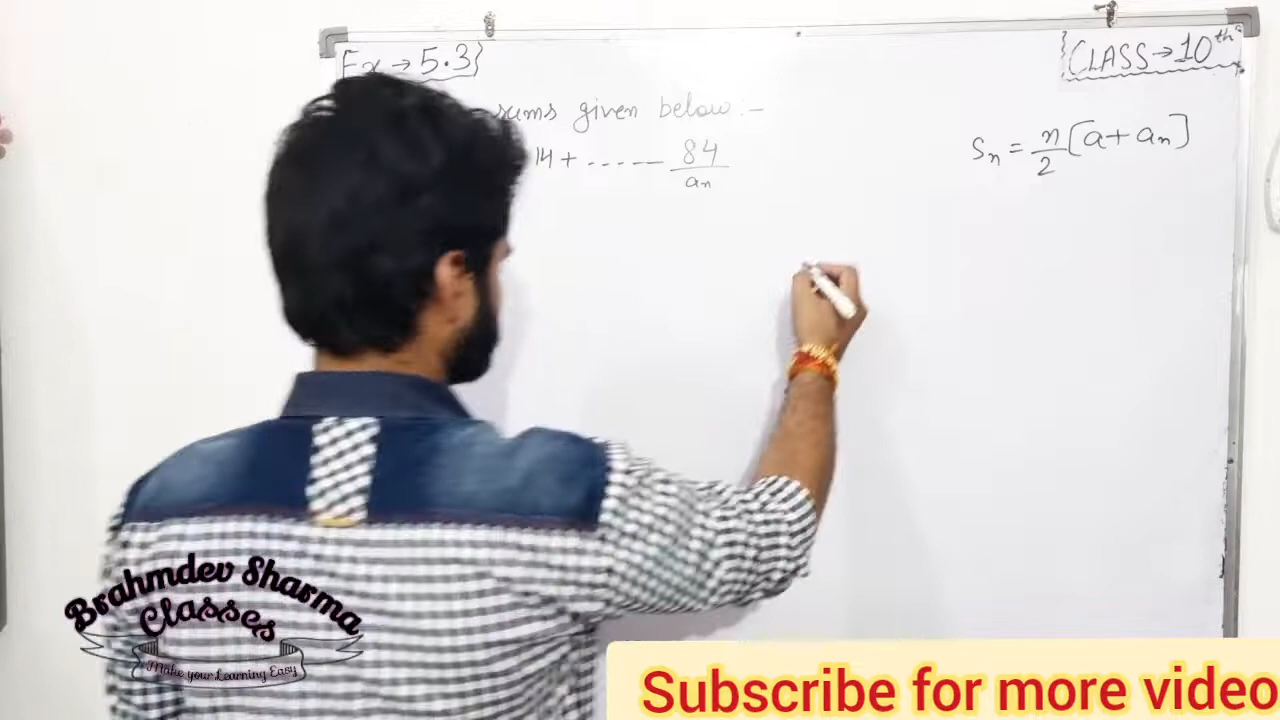 Ex → 5.3}
{CLASS → 10th
sums given below :-
14 + ...... 84
an
Sn = n/2 [a + an]
Brahmdev Sharma
Classes
Make your Learning Easy
Subscribe for more video